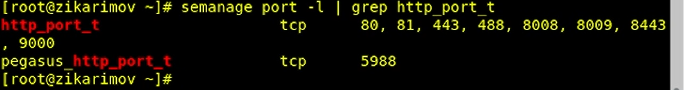 [root@zikarimov ~]# semanage port -l | grep http_port_t
http_port_t                    tcp      80, 81, 443, 488, 8008, 8009, 8443
, 9000
pegasus_http_port_t            tcp      5988
[root@zikarimov ~]#